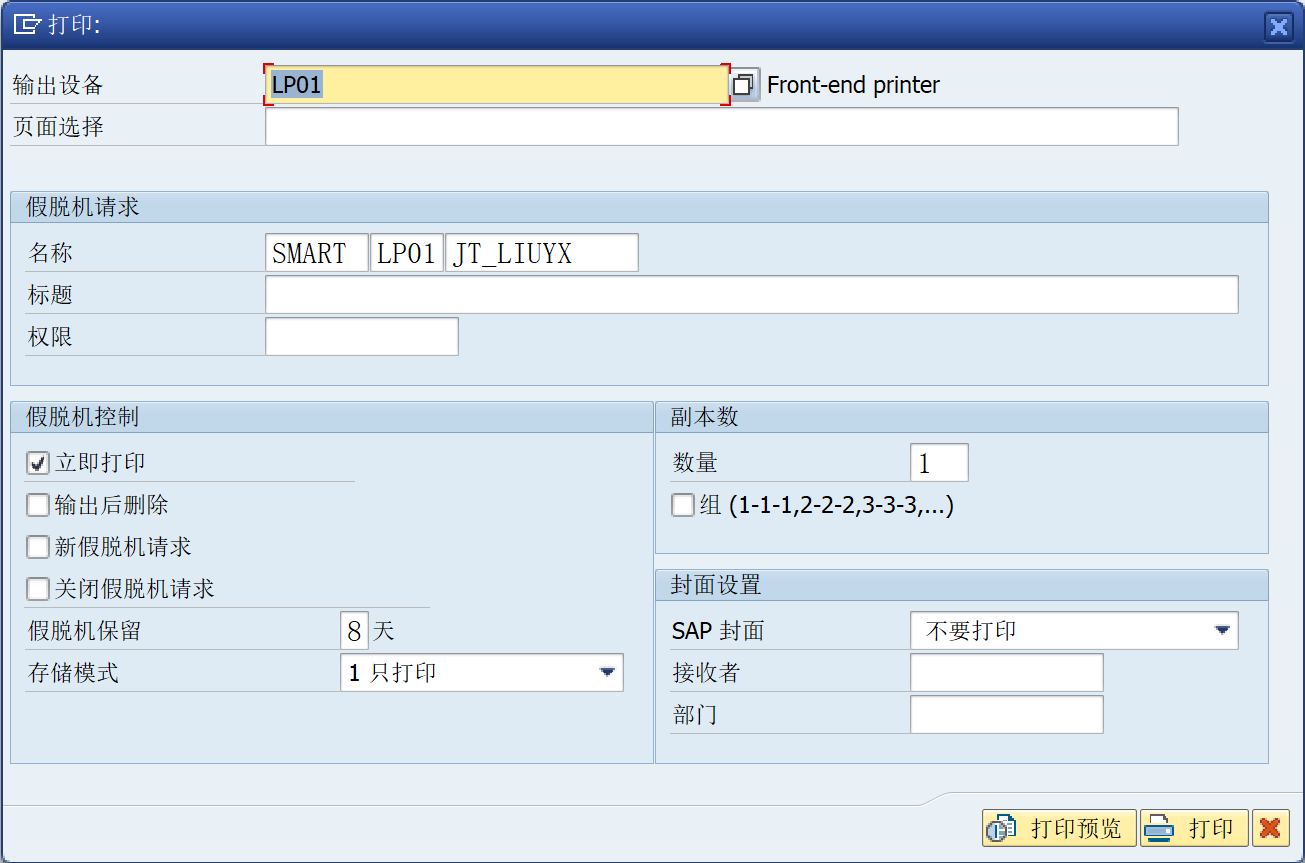 打印:
输出设备 LP01 Front-end printer
页面选择
假脱机请求
名称 SMART LP01 JT_LIUYX
标题
权限
假脱机控制
立即打印
输出后删除
新假脱机请求
关闭假脱机请求
假脱机保留 8 天
存储模式 1 只打印
副本数
数量 1
组 (1-1-1,2-2-2,3-3-3,...)
封面设置
SAP 封面 不要打印
接收者
部门
打印预览 打印